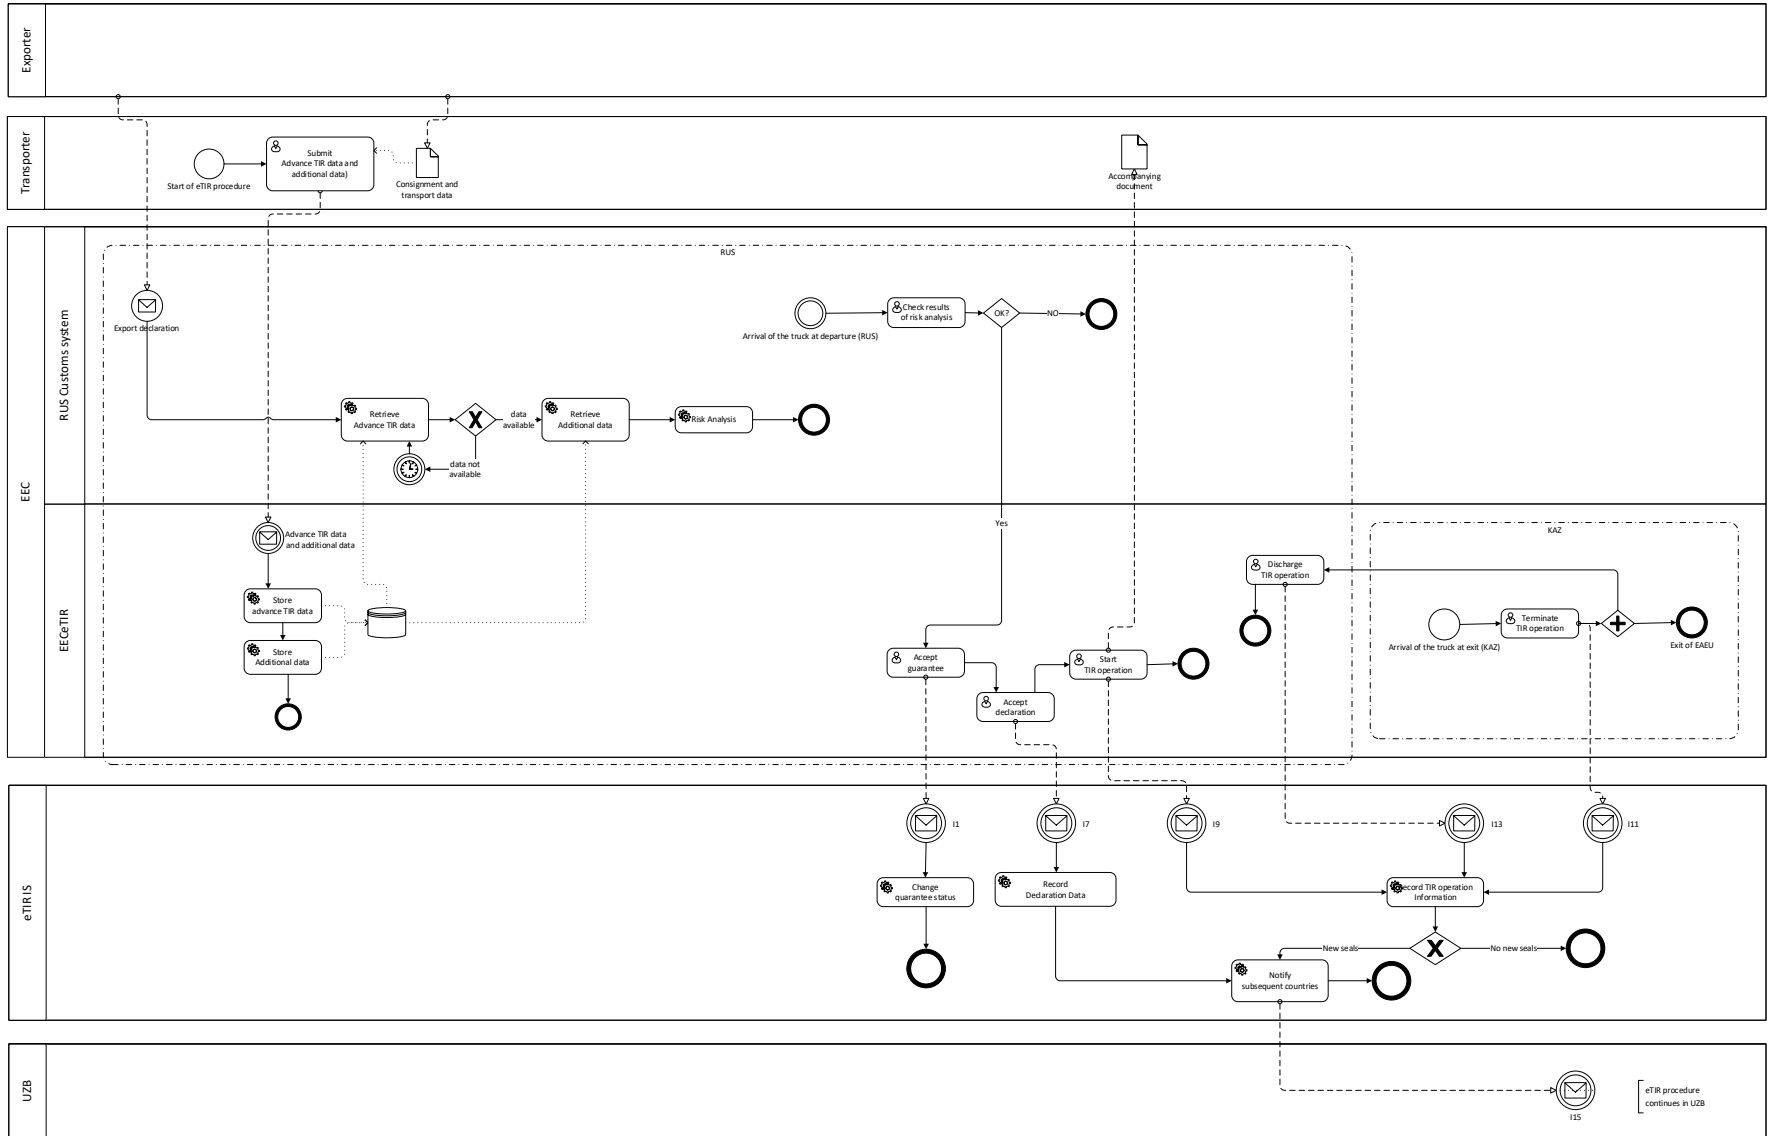 Exporter
Transporter
Start of eTIR procedure
Submit
Advance TIR data and
additional data)
Consignment and
transport data
Accompanying
document
EEC
RUS Customs system
RUS
Export declaration
Arrival of the truck at departure (RUS)
Check results
of risk analysis
OK?
NO
Retrieve
Advance TIR data
data
available
Retrieve
Additional data
Risk Analysis
data not
available
Yes
EECeTIR
Advance TIR data
and additional data
Store
advance TIR data
Store
Additional data
Accept
guarantee
Accept
declaration
Start
TIR operation
Discharge
TIR operation
KAZ
Arrival of the truck at exit (KAZ)
Terminate
TIR operation
Exit of EAEU
eTIR IS
I1
I7
I9
I13
I11
Change
quarantee status
Record
Declaration Data
Record TIR operation
Information
New seals
No new seals
Notify
subsequent countries
UZB
I15
eTIR procedure
continues in UZB